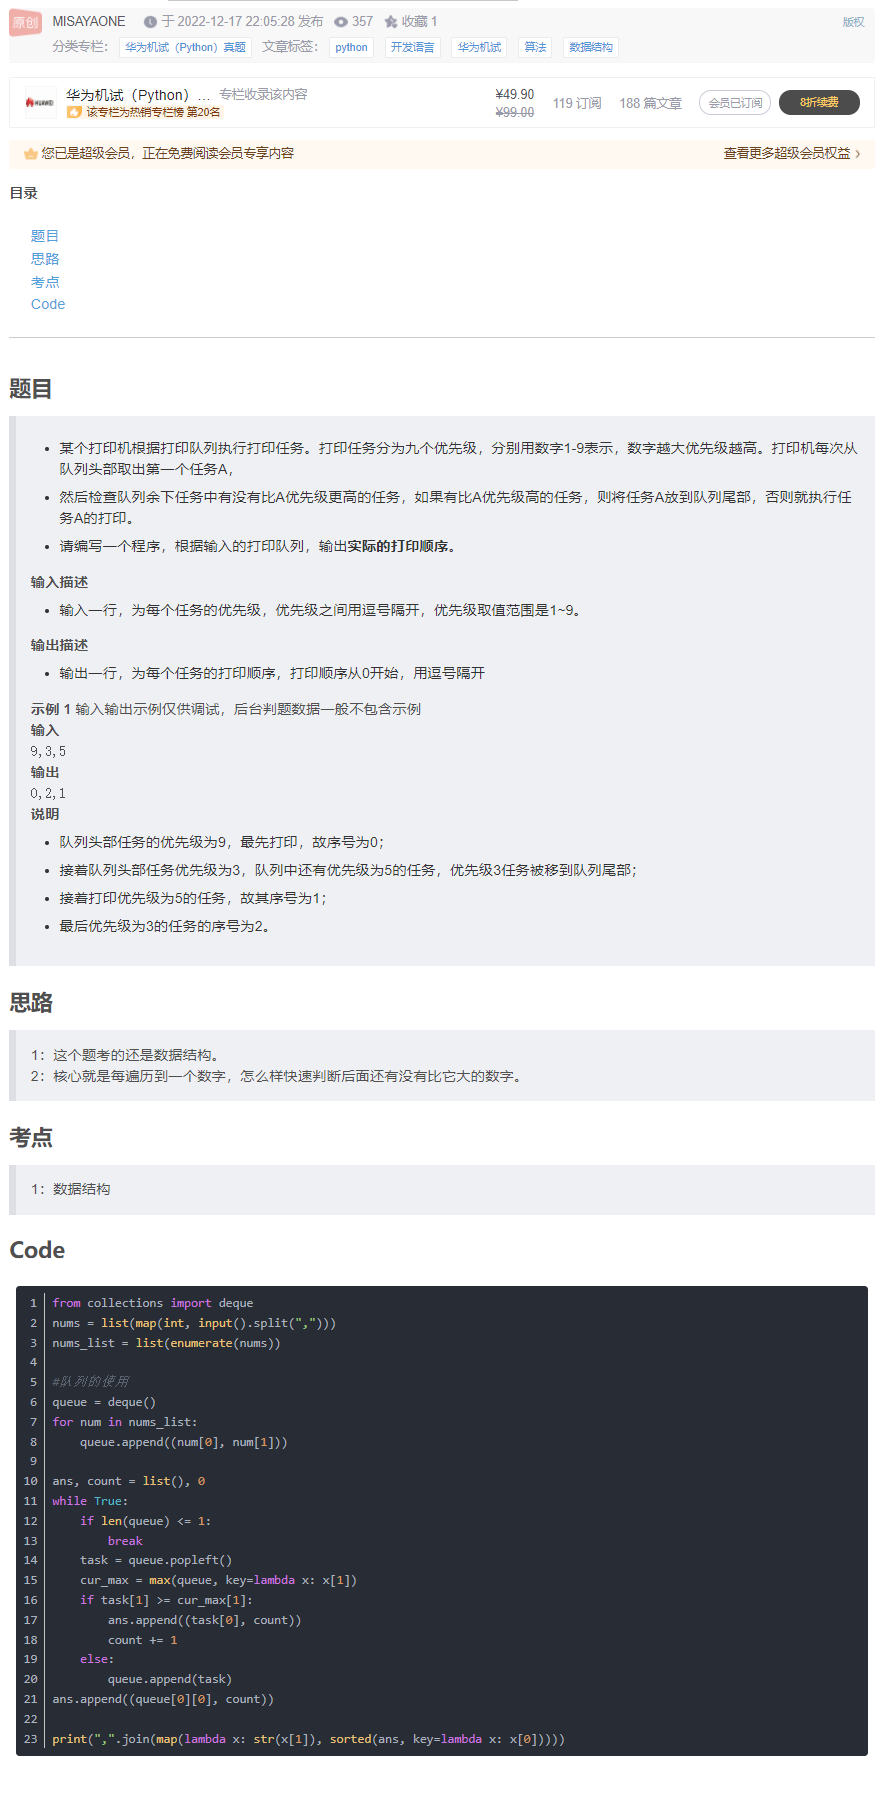 原创 MISAYAONE 于 2022-12-17 22:05:28 发布 357 收藏 1 版权
分类专栏： 华为机试（Python）真题 文章标签： python 开发语言 华为机试 算法 数据结构
华为机试（Python）... 专栏收录该内容 ¥49.90 119 订阅 188 篇文章 会员已订阅 8折续费
HUAWEI 该专栏为热销专栏榜 第20名 ¥99.00
您已是超级会员，正在免费阅读会员专享内容 查看更多超级会员权益 ›
目录
题目
思路
考点
Code
题目
• 某个打印机根据打印队列执行打印任务。打印任务分为九个优先级，分别用数字1-9表示，数字越大优先级越高。打印机每次从
队列头部取出第一个任务A，
• 然后检查队列余下任务中有没有比A优先级更高的任务，如果有比A优先级高的任务，则将任务A放到队列尾部，否则就执行任
务A的打印。
• 请编写一个程序，根据输入的打印队列，输出实际的打印顺序。
输入描述
• 输入一行，为每个任务的优先级，优先级之间用逗号隔开，优先级取值范围是1~9。
输出描述
• 输出一行，为每个任务的打印顺序，打印顺序从0开始，用逗号隔开
示例 1 输入输出示例仅供调试，后台判题数据一般不包含示例
输入
9,3,5
输出
0,2,1
说明
• 队列头部任务的优先级为9，最先打印，故序号为0；
• 接着队列头部任务优先级为3，队列中还有优先级为5的任务，优先级3任务被移到队列尾部；
• 接着打印优先级为5的任务，故其序号为1；
• 最后优先级为3的任务的序号为2。
思路
1：这个题考的还是数据结构。
2：核心就是每遍历到一个数字，怎么样快速判断后面还有没有比它大的数字。
考点
1：数据结构
Code
1 from collections import deque
2 nums = list(map(int, input().split(",")))
3 nums_list = list(enumerate(nums))
4
5 #队列的使用
6 queue = deque()
7 for num in nums_list:
8     queue.append((num[0], num[1]))
9
10 ans, count = list(), 0
11 while True:
12     if len(queue) <= 1:
13         break
14     task = queue.popleft()
15     cur_max = max(queue, key=lambda x: x[1])
16     if task[1] >= cur_max[1]:
17         ans.append((task[0], count))
18         count += 1
19     else:
20         queue.append(task)
21 ans.append((queue[0][0], count))
22
23 print(",".join(map(lambda x: str(x[1]), sorted(ans, key=lambda x: x[0]))))